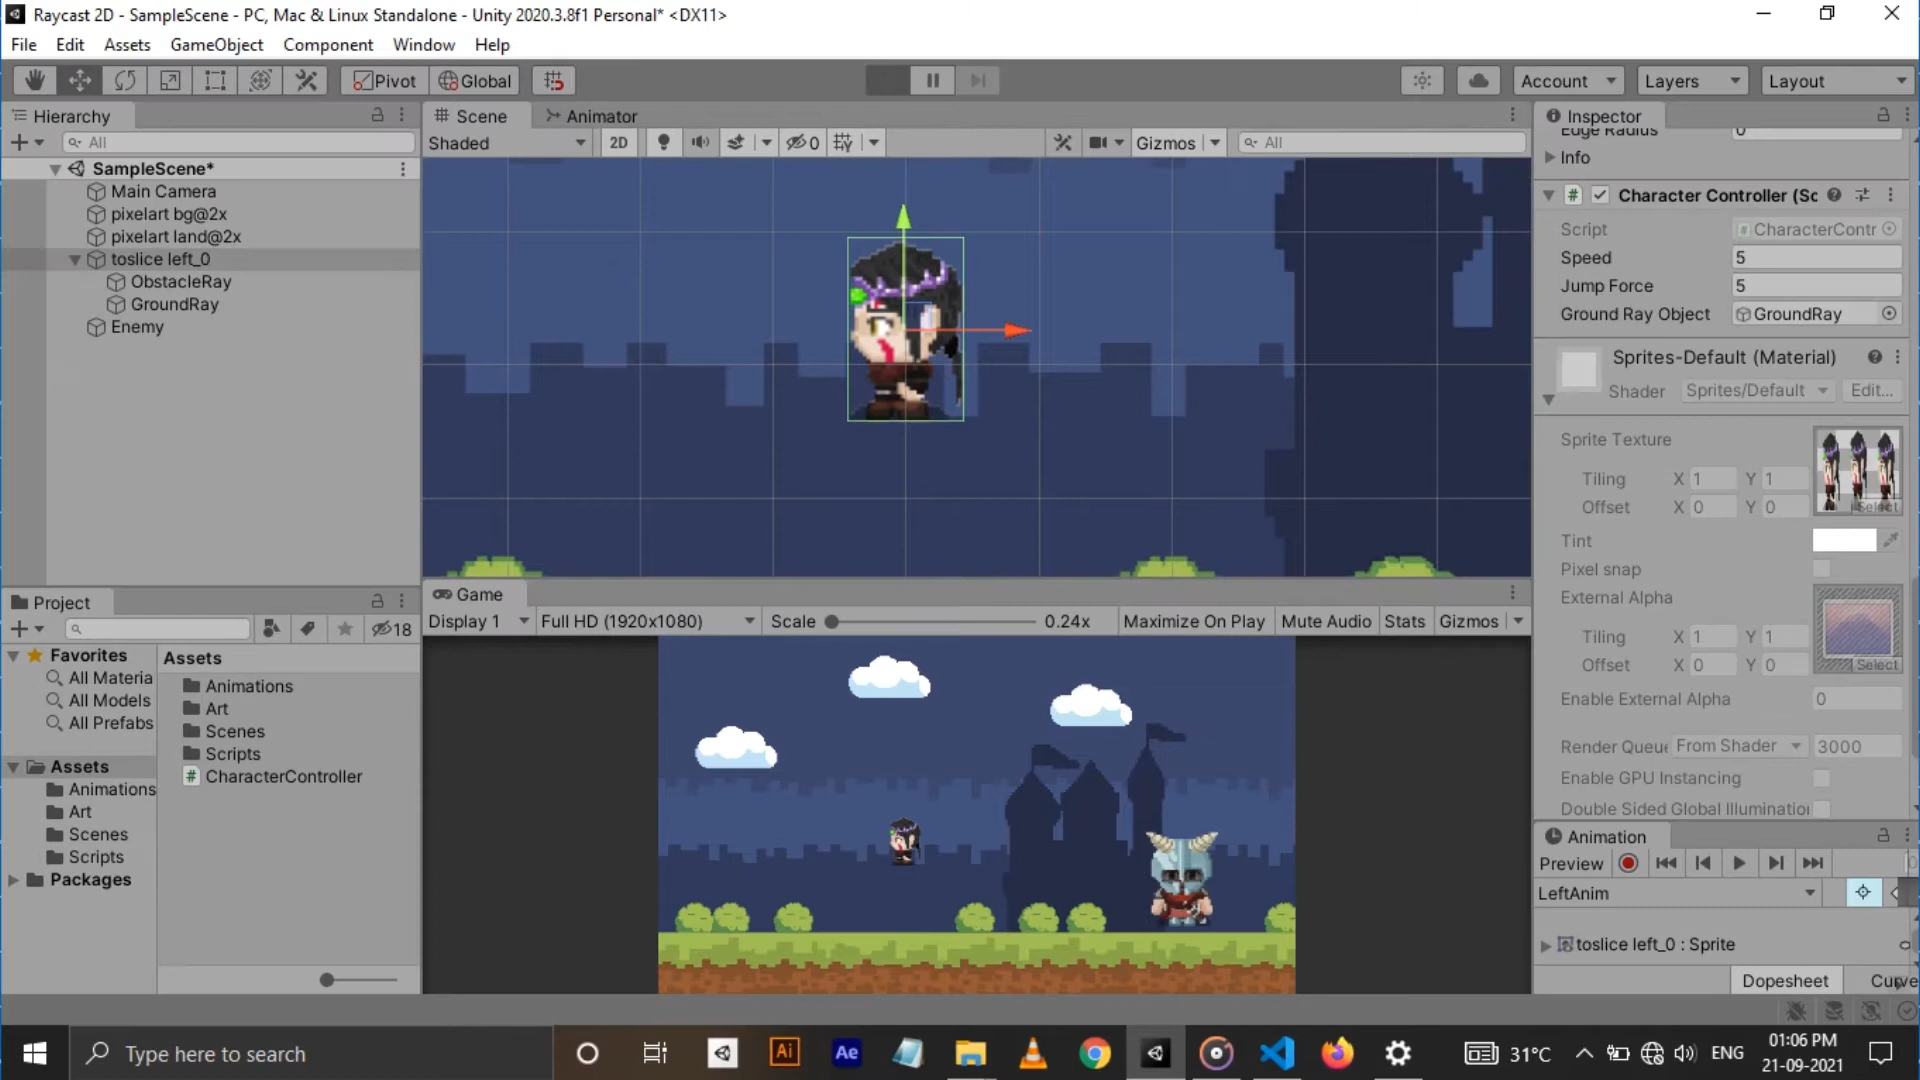 Raycast 2D - SampleScene - PC, Mac & Linux Standalone - Unity 2020.3.8f1 Personal* <DX11>
File Edit Assets GameObject Component Window Help
Pivot Global Account Layers Layout
Hierarchy
All
SampleScene*
Main Camera
pixelart bg@2x
pixelart land@2x
toslice left_0
ObstacleRay
GroundRay
Enemy
Scene Animator
Shaded 2D 0 Gizmos All
Inspector
Edge Radius 0
Info
Character Controller (Sc
Script CharacterContr
Speed 5
Jump Force 5
Ground Ray Object GroundRay
Sprites-Default (Material)
Shader Sprites/Default Edit...
Sprite Texture
Tiling X 1 Y 1
Offset X 0 Y 0
Select
Tint
Pixel snap
External Alpha
Tiling X 1 Y 1
Offset X 0 Y 0
Select
Enable External Alpha 0
Render Queue From Shader 3000
Enable GPU Instancing
Double Sided Global Illumination
Project
18
Favorites
All Materia
All Models
All Prefabs
Assets
Animations
Art
Scenes
Scripts
Packages
Assets
Animations
Art
Scenes
Scripts
CharacterController
Game
Display 1 Full HD (1920x1080) Scale 0.24x Maximize On Play Mute Audio Stats Gizmos
Animation
Preview
LeftAnim
toslice left_0 : Sprite
Dopesheet Curve
Type here to search
Ai
Ae
31°C
ENG
01:06 PM
21-09-2021